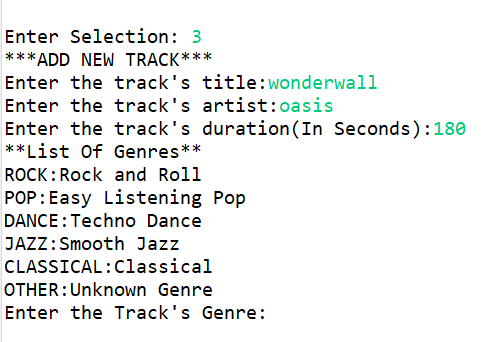 Enter Selection: 3
***ADD NEW TRACK***
Enter the track's title:wonderwall
Enter the track's artist:oasis
Enter the track's duration(In Seconds):180
**List Of Genres**
ROCK:Rock and Roll
POP:Easy Listening Pop
DANCE:Techno Dance
JAZZ:Smooth Jazz
CLASSICAL:Classical
OTHER:Unknown Genre
Enter the Track's Genre: